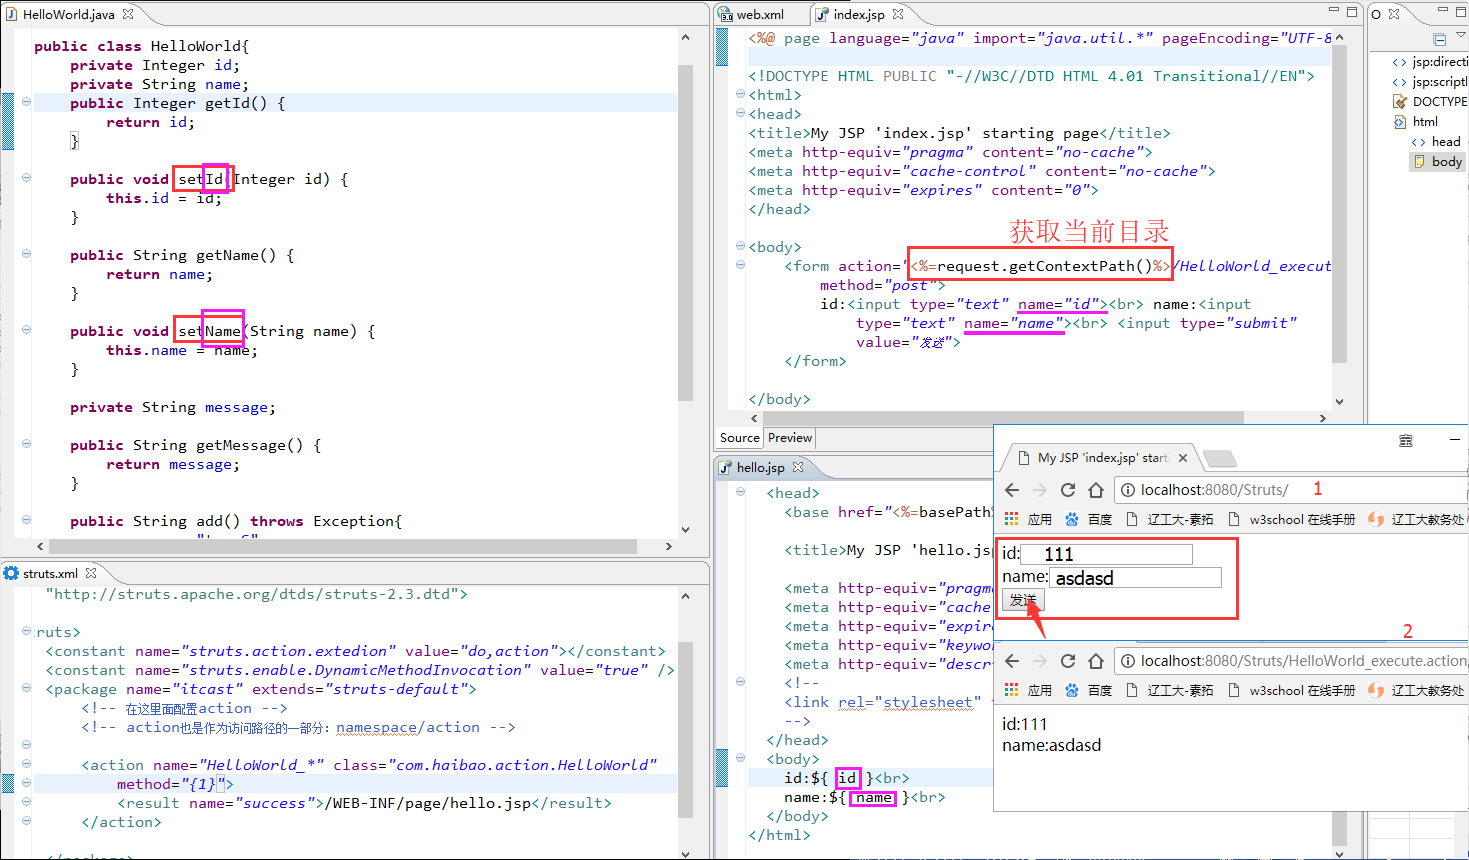 HelloWorld.java
public class HelloWorld{
private Integer id;
private String name;
public Integer getId() {
return id;
}
public void setId(Integer id) {
this.id = id;
}
public String getName() {
return name;
}
public void setName(String name) {
this.name = name;
}
private String message;
public String getMessage() {
return message;
}
public String add() throws Exception{
struts.xml
"http://struts.apache.org/dtds/struts-2.3.dtd">
truts>
<constant name="struts.action.extedion" value="do,action"></constant>
<constant name="struts.enable.DynamicMethodInvocation" value="true" />
<package name="itcast" extends="struts-default">
<!-- 在这里面配置action -->
<!-- action也是作为访问路径的一部分：namespace/action -->
<action name="HelloWorld_*" class="com.haibao.action.HelloWorld"
method="{1}">
<result name="success">/WEB-INF/page/hello.jsp</result>
</action>
</package>
web.xml
index.jsp
<%@ page language="java" import="java.util.*" pageEncoding="UTF-8
<!DOCTYPE HTML PUBLIC "-//W3C//DTD HTML 4.01 Transitional//EN">
<html>
<head>
<title>My JSP 'index.jsp' starting page</title>
<meta http-equiv="pragma" content="no-cache">
<meta http-equiv="cache-control" content="no-cache">
<meta http-equiv="expires" content="0">
</head>
获取当前目录
<body>
<form action="<%=request.getContextPath()%>/HelloWorld_execut
method="post">
id:<input type="text" name="id"><br> name:<input
type="text" name="name"><br> <input type="submit"
value="发送">
</form>
</body>
Source
Preview
hello.jsp
<head>
<base href="<%=basePath%
<title>My JSP 'hello.jsp
<meta http-equiv="pragma
<meta http-equiv="cache
<meta http-equiv="expire
<meta http-equiv="keywor
<meta http-equiv="descri
<!--
<link rel="stylesheet" t
-->
</head>
<body>
id:${ id }<br>
name:${ name }<br>
</body>
</html>
O
jsp:directi
jsp:scriptl
DOCTYPE
html
head
body
My JSP 'index.jsp' starti
localhost:8080/Struts/
1
应用
百度
辽工大-素拓
w3school 在线手册
辽工大教务处
id: 111
name: asdasd
发送
2
localhost:8080/Struts/HelloWorld_execute.action
应用
百度
辽工大-素拓
w3school 在线手册
辽工大教务处
id:111
name:asdasd